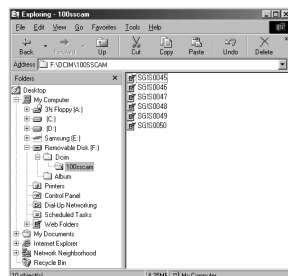 Exploring - 100sscam
File Edit View Go Favorites Tools Help
Back Forward Up Cut Copy Paste Undo Delete
Address F:\DCIM\100SSCAM
Folders
Desktop
My Computer
3½ Floppy (A:)
(C:)
(D:)
Samsung (E:)
Removable Disk (F:)
Dcim
100sscam
Album
Printers
Control Panel
Dial-Up Networking
Scheduled Tasks
Web Folders
My Documents
Internet Explorer
Network Neighborhood
Recycle Bin
SGIS0045
SGIS0046
SGIS0047
SGIS0048
SGIS0049
SGIS0050
My Computer